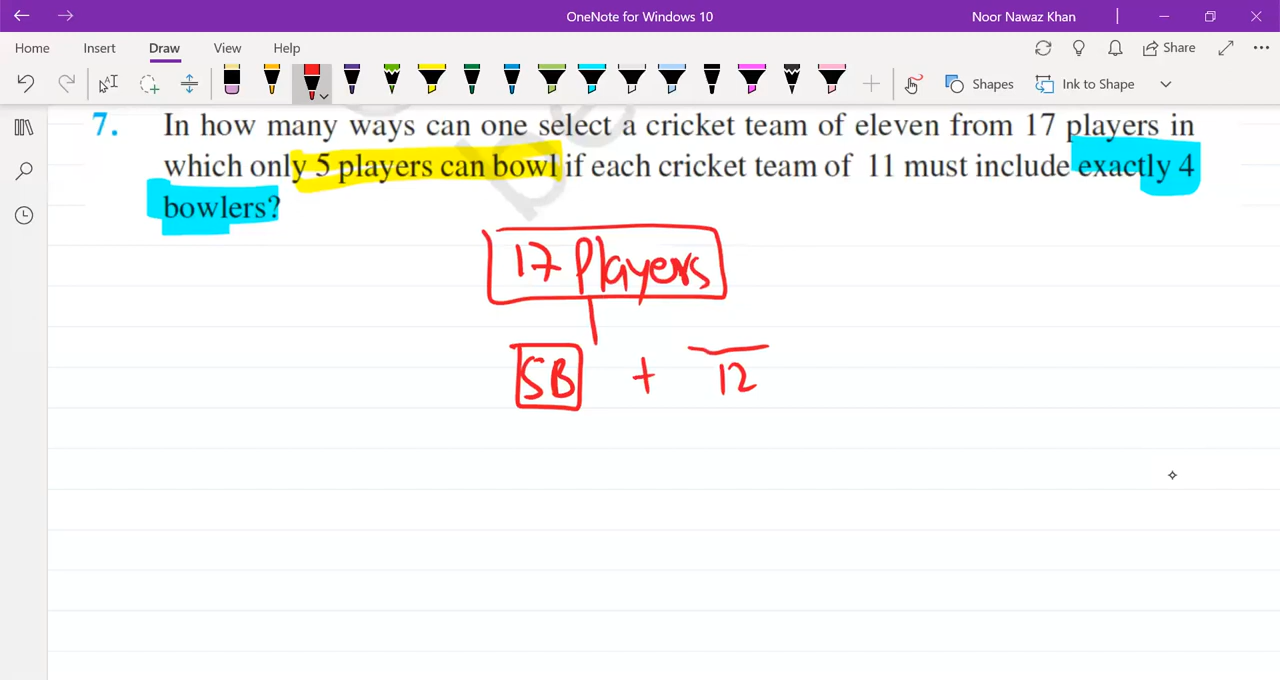 OneNote for Windows 10
Noor Nawaz Khan
Home Insert Draw View Help
Share
Shapes
Ink to Shape
7. In how many ways can one select a cricket team of eleven from 17 players in
which only 5 players can bowl if each cricket team of 11 must include exactly 4
bowlers?
17 Players
5B + 12